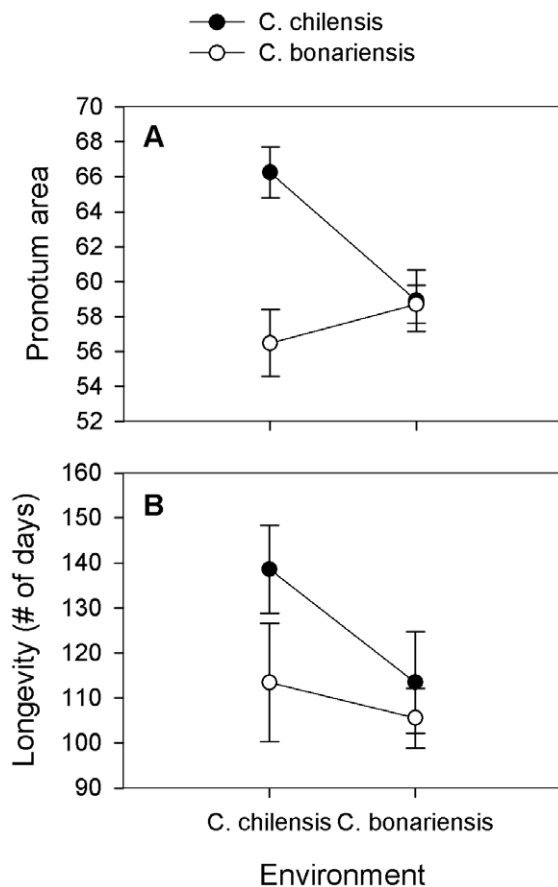 C. chilensis
C. bonariensis
A
Pronotum area
70
68
66
64
62
60
58
56
54
52
B
Longevity (# of days)
160
150
140
130
120
110
100
90
C. chilensis C. bonariensis
Environment